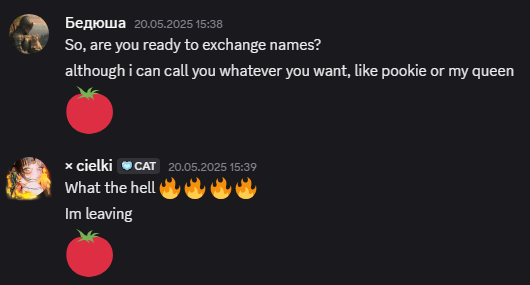 Бедюша 20.05.2025 15:38
So, are you ready to exchange names?
although i can call you whatever you want, like pookie or my queen
× cielki CAT 20.05.2025 15:39
What the hell 🔥🔥🔥🔥
Im leaving